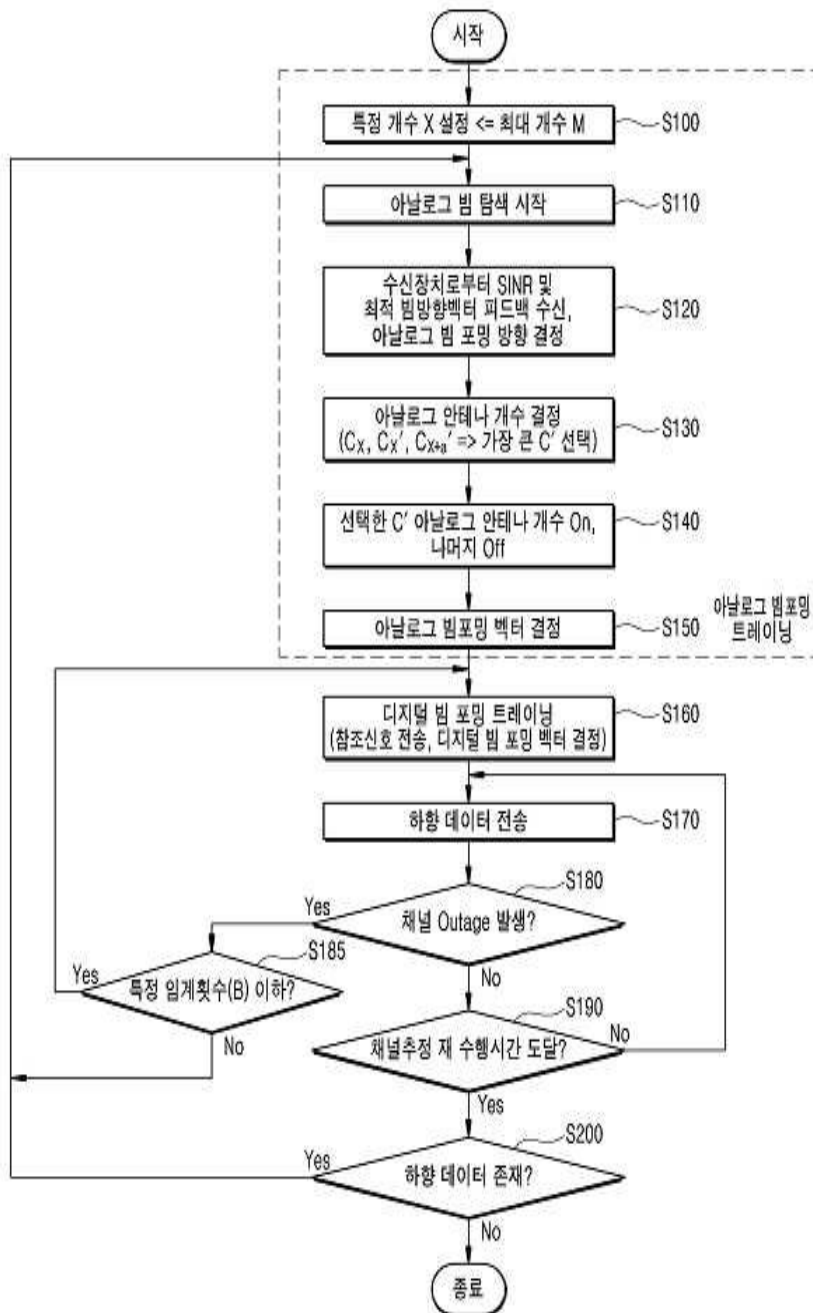 시작
특정 개수 X 설정 <= 최대 개수 M
S100
아날로그 빔 탐색 시작
S110
수신장치로부터 SINR 및
최적 빔방향벡터 피드백 수신,
아날로그 빔 포밍 방향 결정
S120
아날로그 안테나 개수 결정
(Cx, Cx', Cx+a' => 가장 큰 C' 선택)
S130
선택한 C' 아날로그 안테나 개수 On,
나머지 Off
S140
아날로그 빔포밍 벡터 결정
S150
아날로그 빔포밍
트레이닝
디지털 빔 포밍 트레이닝
(참조신호 전송, 디지털 빔 포밍 벡터 결정)
S160
하향 데이터 전송
S170
S180
채널 Outage 발생?
Yes
No
S185
특정 임계횟수(B) 이하?
Yes
No
S190
채널추정 재 수행시간 도달?
No
Yes
S200
하향 데이터 존재?
Yes
No
종료